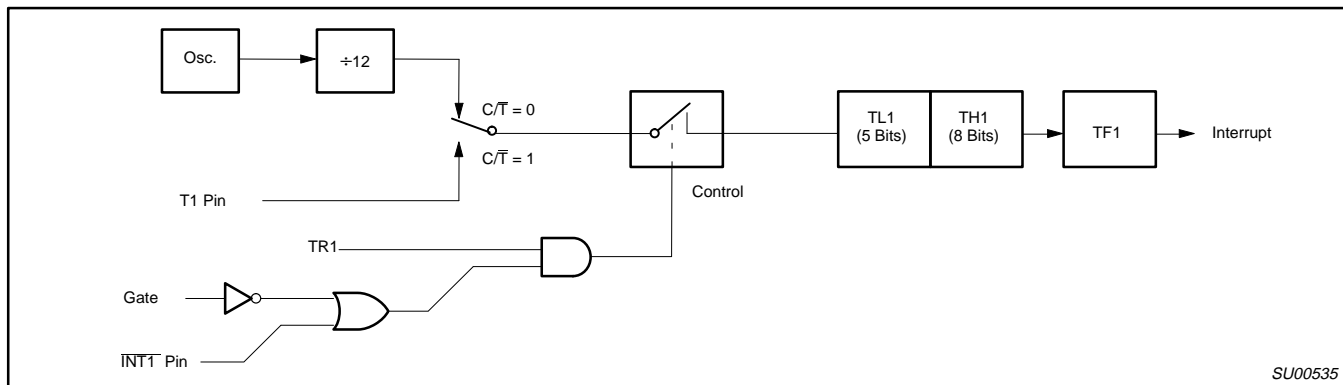 Osc.
÷12
C/T̅ = 0
C/T̅ = 1
T1 Pin
TR1
Gate
I̅N̅T̅1̅ Pin
Control
TL1
(5 Bits)
TH1
(8 Bits)
TF1
Interrupt
SU00535